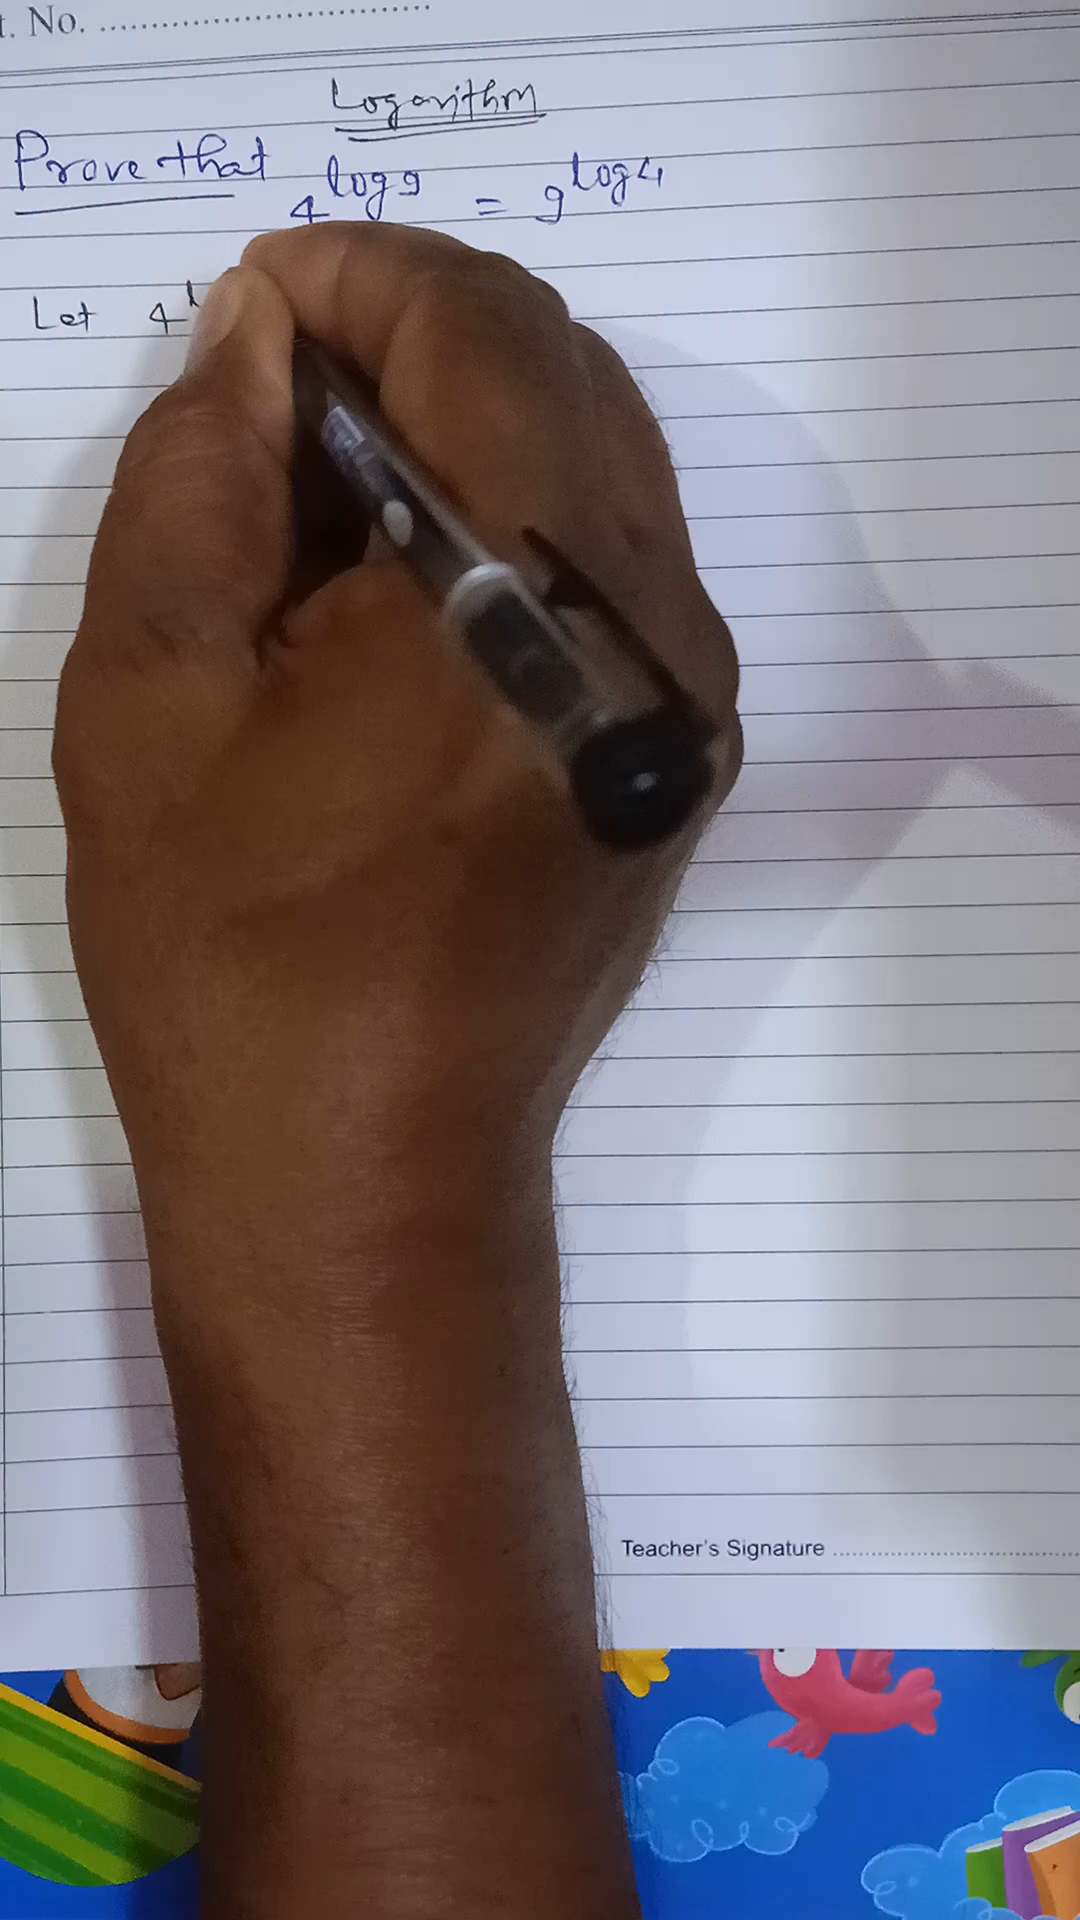 t. No. ..............................
Logarithm
Prove that 4^log 9 = 9^log 4
Let 4^l
Teacher's Signature ..............................